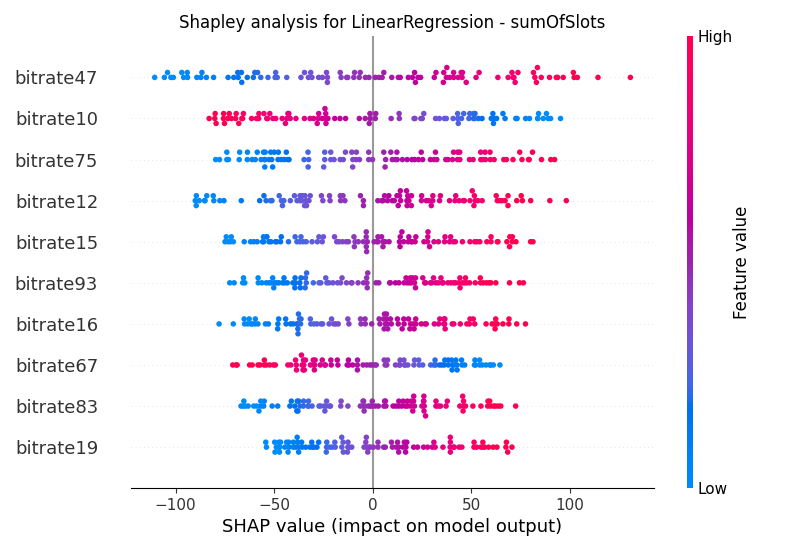 Shapley analysis for LinearRegression - sumOfSlots
High
bitrate47
bitrate10
bitrate75
bitrate12
bitrate15
bitrate93
bitrate16
bitrate67
bitrate83
bitrate19
Feature value
Low
−100
−50
0
50
100
SHAP value (impact on model output)